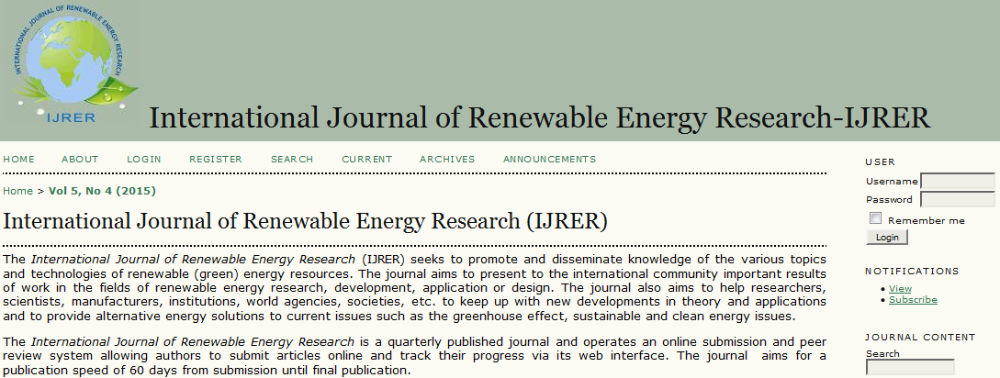 INTERNATIONAL JOURNAL OF RENEWABLE ENERGY RESEARCH
IJRER
International Journal of Renewable Energy Research-IJRER
HOME ABOUT LOGIN REGISTER SEARCH CURRENT ARCHIVES ANNOUNCEMENTS
Home > Vol 5, No 4 (2015)
International Journal of Renewable Energy Research (IJRER)
The International Journal of Renewable Energy Research (IJRER) seeks to promote and disseminate knowledge of the various topics
and technologies of renewable (green) energy resources. The journal aims to present to the international community important results
of work in the fields of renewable energy research, development, application or design. The journal also aims to help researchers,
scientists, manufacturers, institutions, world agencies, societies, etc. to keep up with new developments in theory and applications
and to provide alternative energy solutions to current issues such as the greenhouse effect, sustainable and clean energy issues.
The International Journal of Renewable Energy Research is a quarterly published journal and operates an online submission and peer
review system allowing authors to submit articles online and track their progress via its web interface. The journal aims for a
publication speed of 60 days from submission until final publication.
USER
Username
Password
Remember me
Login
NOTIFICATIONS
View
Subscribe
JOURNAL CONTENT
Search